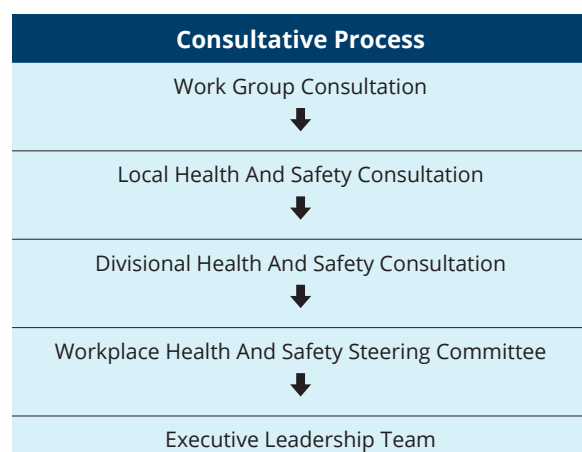 Consultative Process
Work Group Consultation
Local Health And Safety Consultation
Divisional Health And Safety Consultation
Workplace Health And Safety Steering Committee
Executive Leadership Team